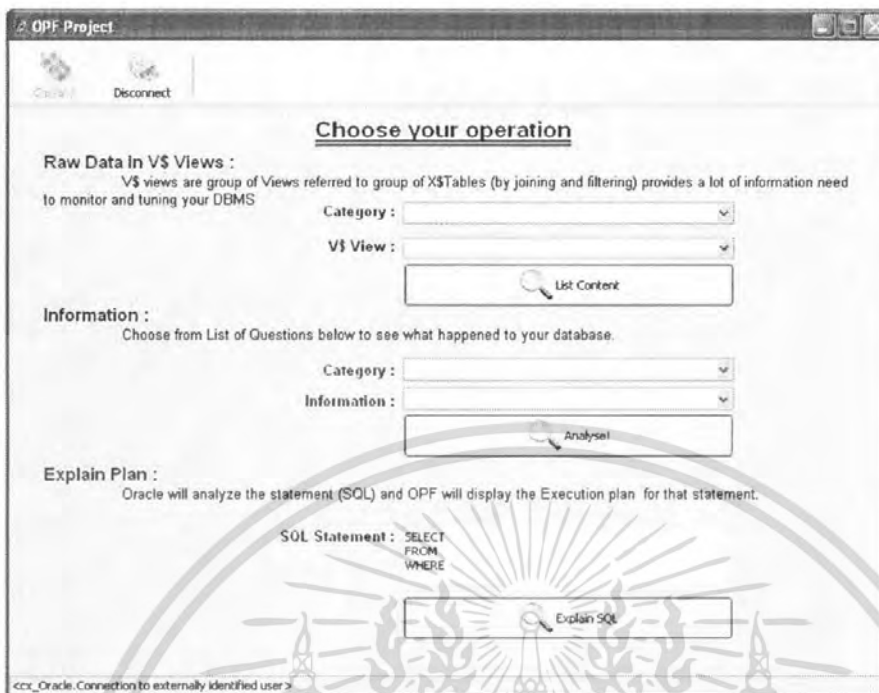 OPF Project
Connect Disconnect
Choose your operation
Raw Data In V$ Views :
V$ views are group of Views referred to group of X$Tables (by joining and filtering) provides a lot of information need
to monitor and tuning your DBMS
Category :
V$ View :
List Content
Information :
Choose from List of Questions below to see what happened to your database.
Category :
Information :
Analyse!
Explain Plan :
Oracle will analyze the statement (SQL) and OPF will display the Execution plan for that statement.
SQL Statement : SELECT
FROM
WHERE
Explain SQL
<cx_Oracle.Connection to externally identified user>